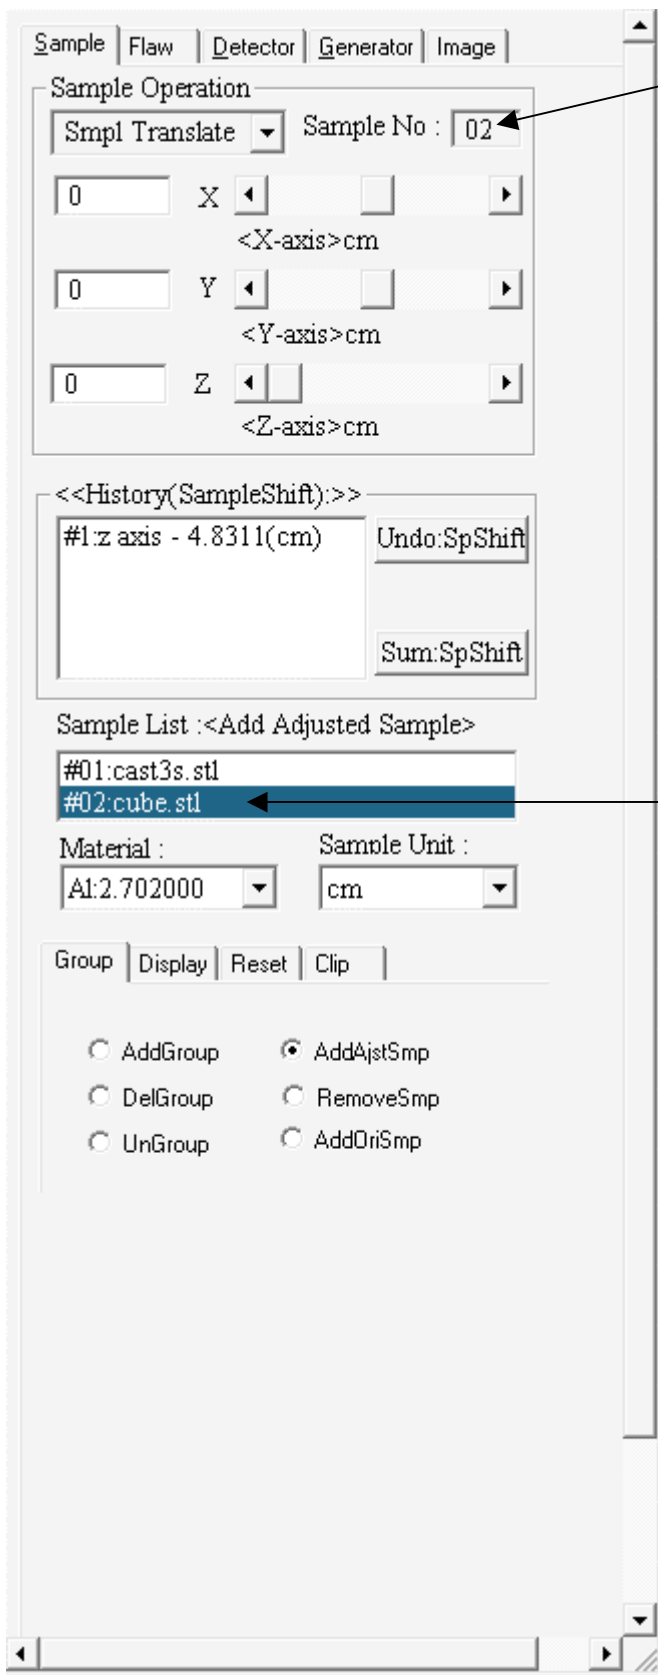 Sample Flaw Detector Generator Image
Sample Operation
Smpl Translate Sample No : 02
0 X
<X-axis>cm
0 Y
<Y-axis>cm
0 Z
<Z-axis>cm
<<History(SampleShift):>>
#1:z axis - 4.8311(cm) Undo:SpShift
Sum:SpShift
Sample List :<Add Adjusted Sample>
#01:cast3s.stl
#02:cube.stl
Material : Sample Unit :
Al:2.702000 cm
Group Display Reset Clip
AddGroup AddAjstSmp
DelGroup RemoveSmp
UnGroup AddOriSmp